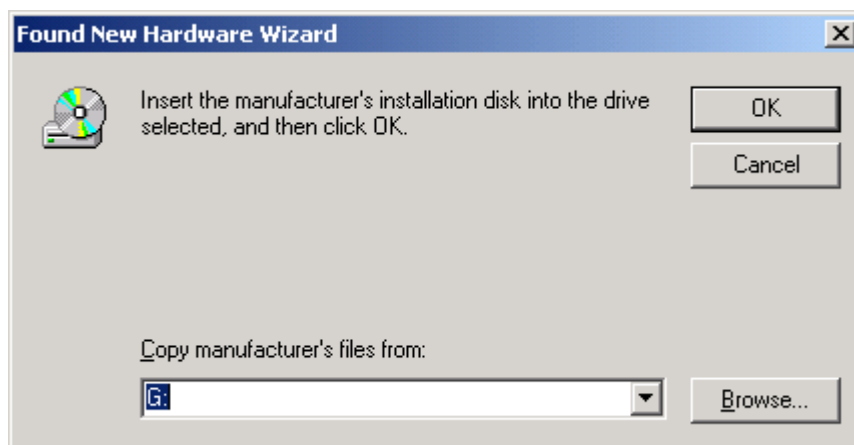 Found New Hardware Wizard
Insert the manufacturer's installation disk into the drive
selected, and then click OK.
OK
Cancel
Copy manufacturer's files from:
G:
Browse...